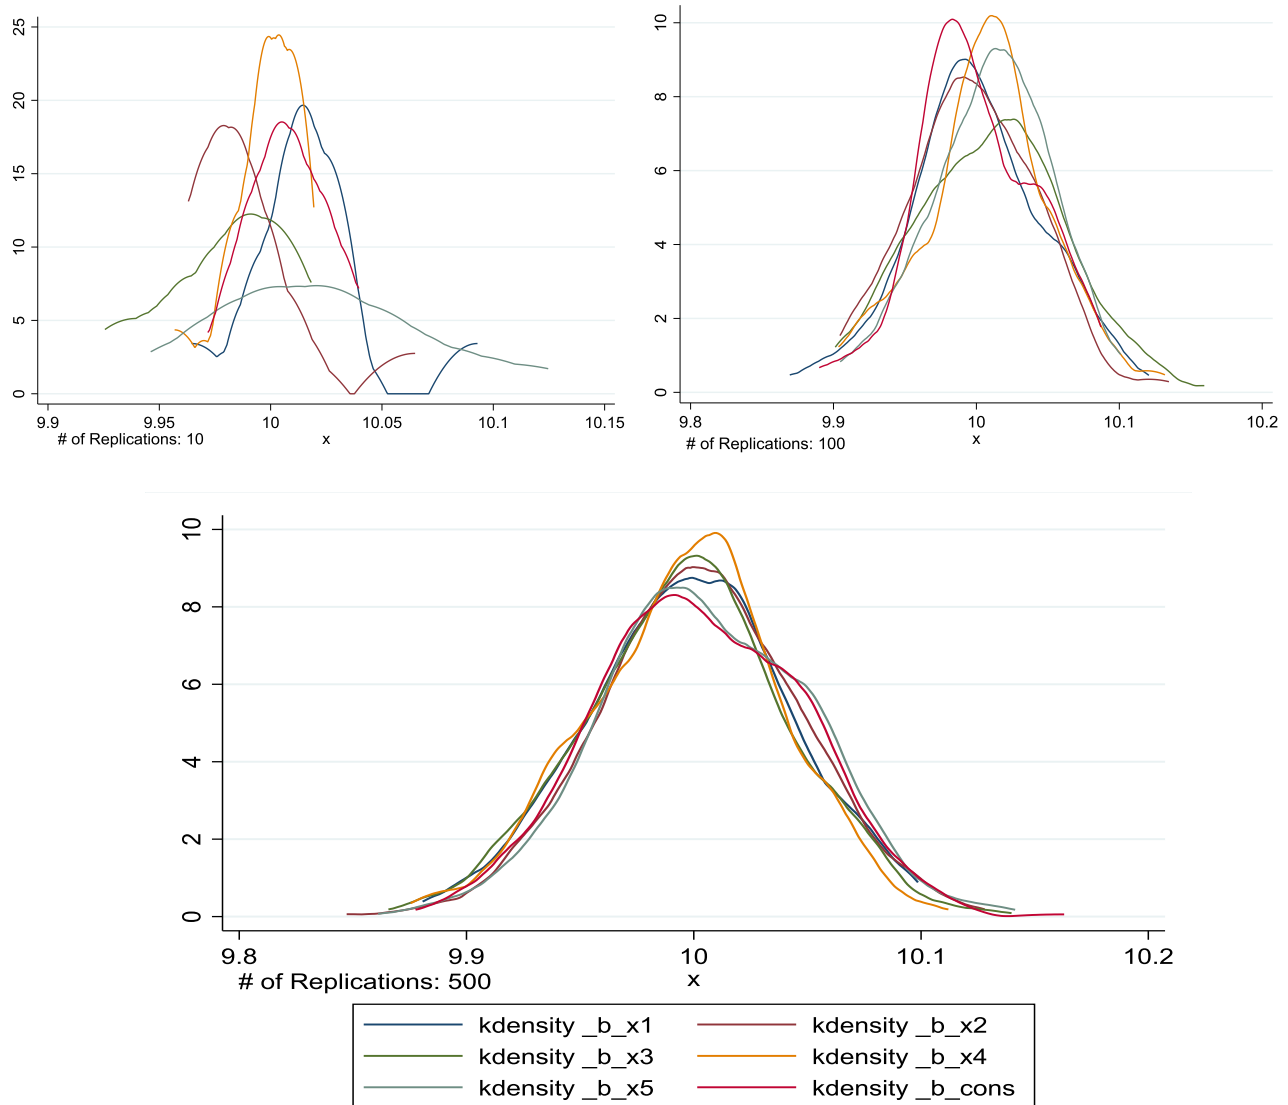 25
20
15
10
5
0
9.9 9.95 10 10.05 10.1 10.15
# of Replications: 10 x
10
8
6
4
2
0
9.8 9.9 10 10.1 10.2
# of Replications: 100 x
10
8
6
4
2
0
9.8 9.9 10 10.1 10.2
# of Replications: 500 x
kdensity _b_x1 kdensity _b_x2
kdensity _b_x3 kdensity _b_x4
kdensity _b_x5 kdensity _b_cons